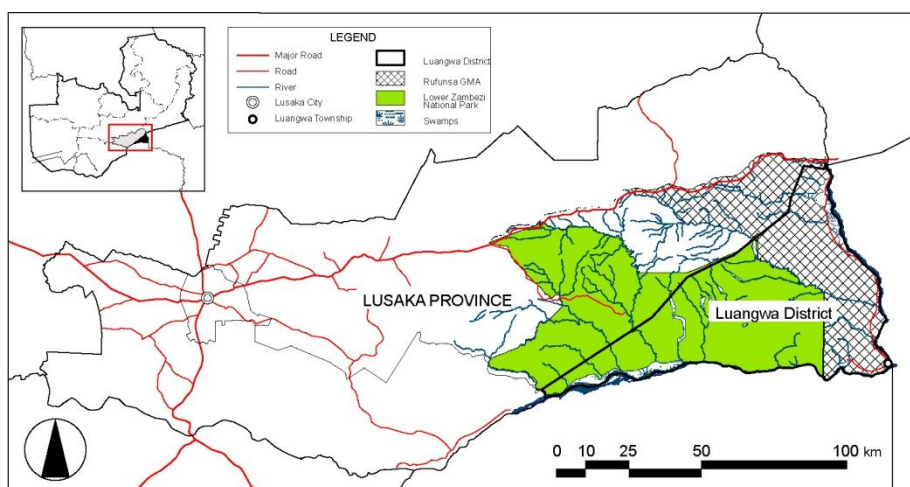 LEGEND
Major Road
Road
River
Lusaka City
Luangwa Township
Luangwa District
Rufunsa GMA
Lower Zambezi
National Park
Swamps
LUSAKA PROVINCE
Luangwa District
0 10 25 50 100 km